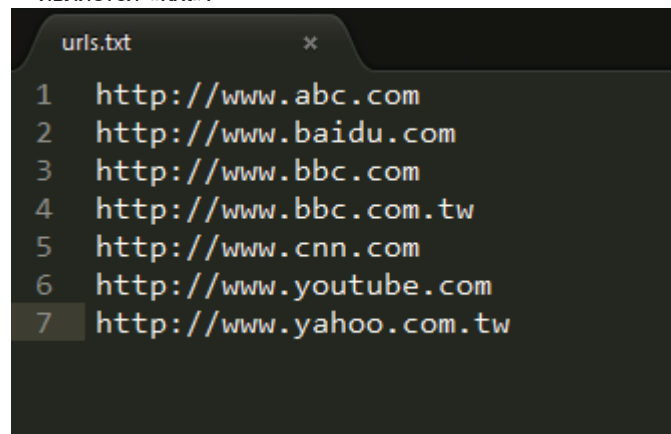 urls.txt ×
1 http://www.abc.com
2 http://www.baidu.com
3 http://www.bbc.com
4 http://www.bbc.com.tw
5 http://www.cnn.com
6 http://www.youtube.com
7 http://www.yahoo.com.tw